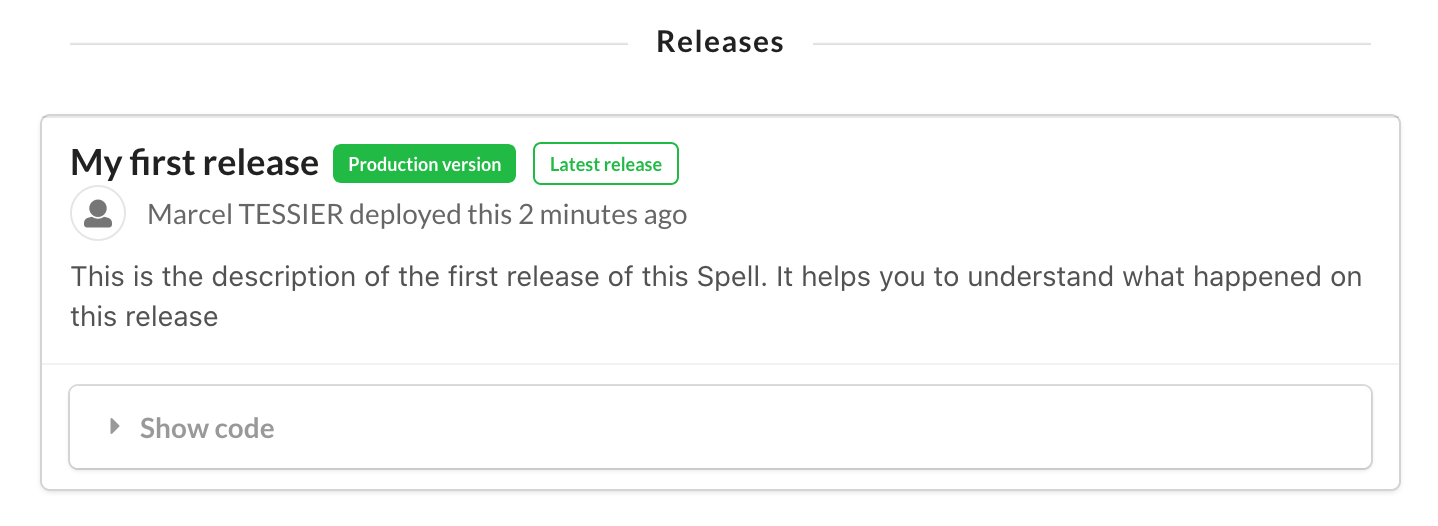 Releases
My first release Production version Latest release
Marcel TESSIER deployed this 2 minutes ago
This is the description of the first release of this Spell. It helps you to understand what happened on
this release
Show code